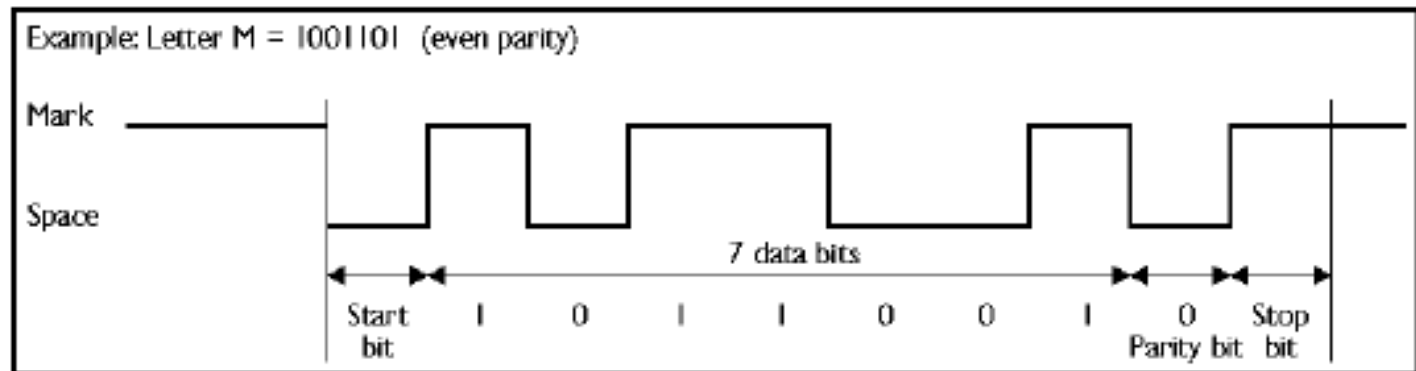 Example: Letter M = 1001101 (even parity)
Mark
Space
7 data bits
Start bit
1 0 1 1 0 0 1 0
Parity bit
Stop bit